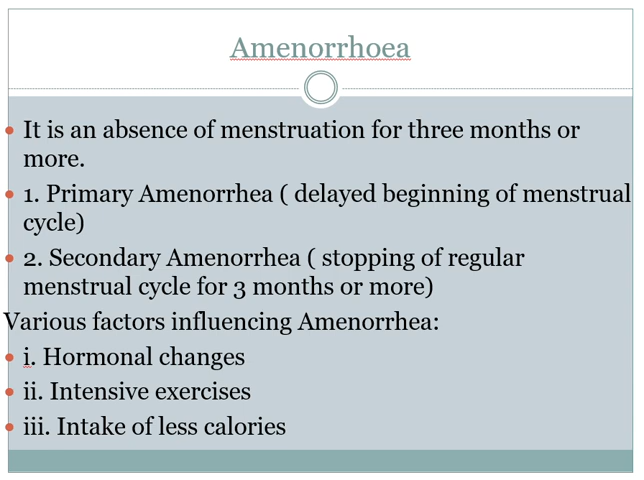 Amenorrhoea
• It is an absence of menstruation for three months or
more.
• 1. Primary Amenorrhea ( delayed beginning of menstrual
cycle)
• 2. Secondary Amenorrhea ( stopping of regular
menstrual cycle for 3 months or more)
Various factors influencing Amenorrhea:
• i. Hormonal changes
• ii. Intensive exercises
• iii. Intake of less calories